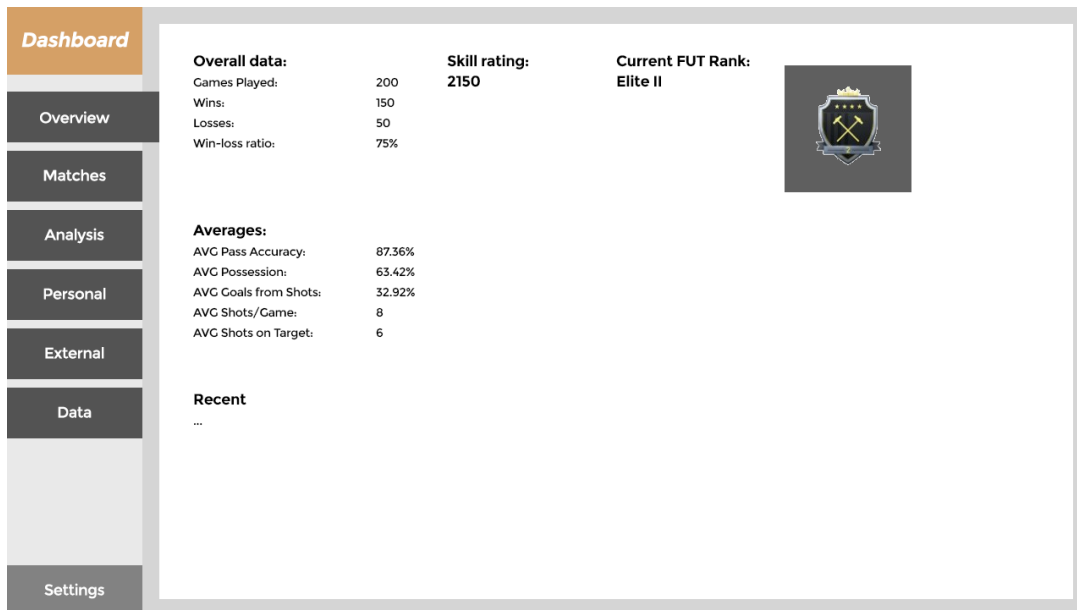 Dashboard
Overview
Matches
Analysis
Personal
External
Data
Settings
Overall data:
Games Played: 200
Wins: 150
Losses: 50
Win-loss ratio: 75%
Skill rating:
2150
Current FUT Rank:
Elite II
2
Averages:
AVG Pass Accuracy: 87.36%
AVG Possession: 63.42%
AVG Goals from Shots: 32.92%
AVG Shots/Game: 8
AVG Shots on Target: 6
Recent
...